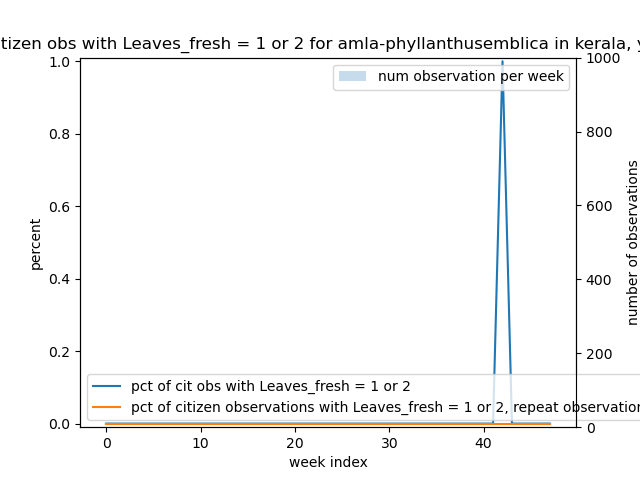 tizen obs with Leaves_fresh = 1 or 2 for amla-phyllanthusemblica in kerala, y
num observation per week
1.0
0.8
0.6
0.4
0.2
0.0
percent
1000
800
600
400
200
0
number of observations
pct of cit obs with Leaves_fresh = 1 or 2
pct of citizen observations with Leaves_fresh = 1 or 2, repeat observation
0 10 20 30 40
week index